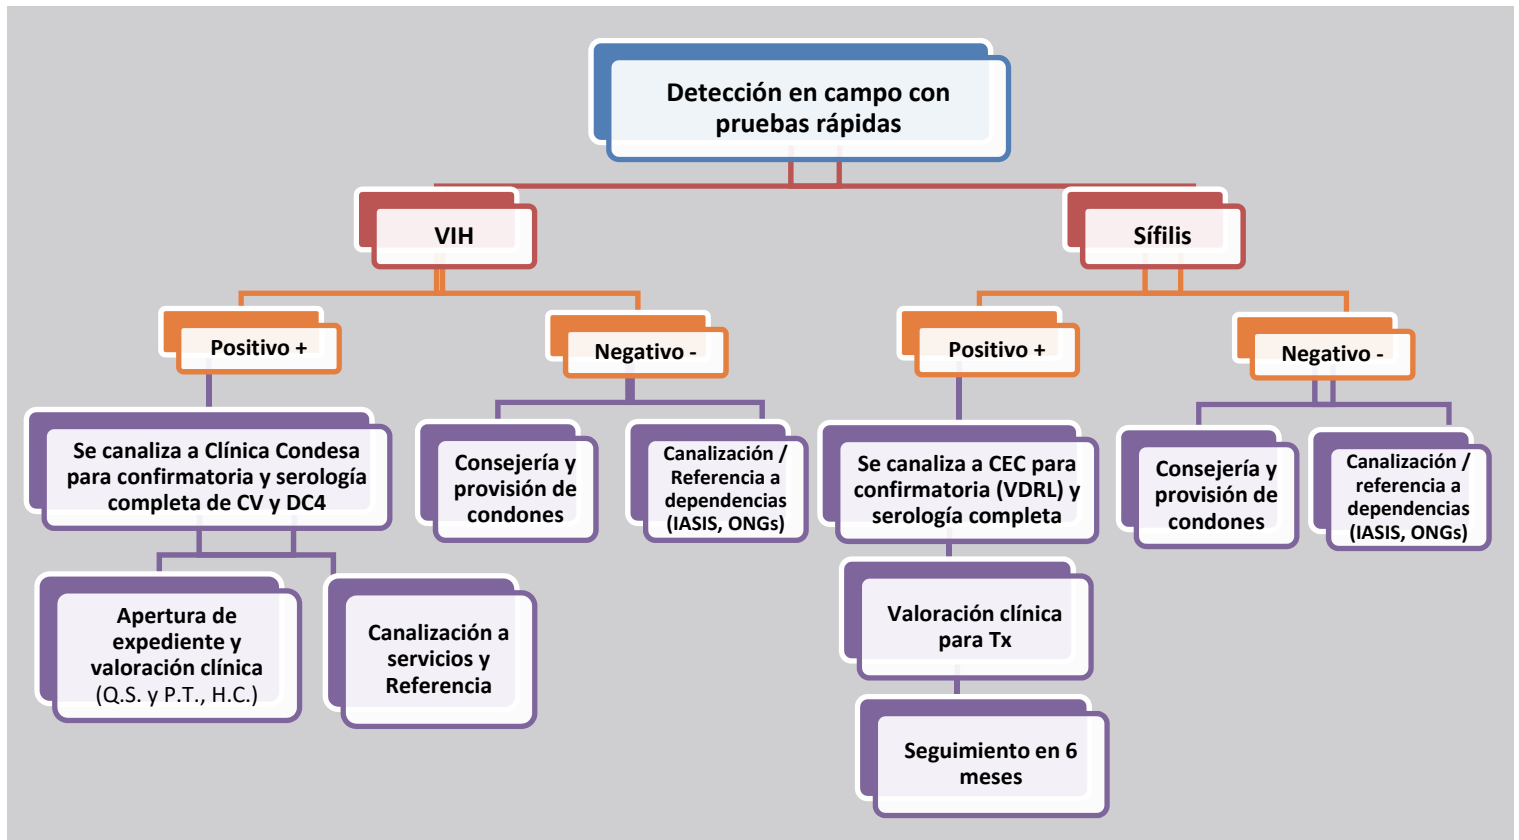 Detección en campo con
pruebas rápidas
VIH
Sífilis
Positivo +
Negativo -
Positivo +
Negativo -
Se canaliza a Clínica Condesa
para confirmatoria y serología
completa de CV y DC4
Consejería y
provisión de
condones
Canalización /
Referencia a
dependencias
(IASIS, ONGs)
Se canaliza a CEC para
confirmatoria (VDRL) y
serología completa
Consejería y
provisión de
condones
Canalización /
referencia a
dependencias
(IASIS, ONGs)
Apertura de
expediente y
valoración clínica
(Q.S. y P.T., H.C.)
Canalización a
servicios y
Referencia
Valoración clínica
para Tx
Seguimiento en 6
meses